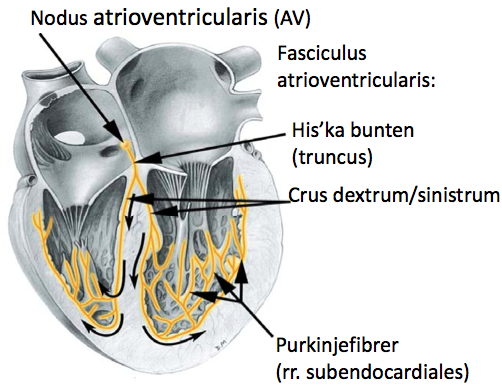 Nodus atrioventricularis (AV)
Fasciculus
atrioventricularis:
His'ka bunten
(truncus)
Crus dextrum/sinistrum
Purkinjefibrer
(rr. subendocardiales)